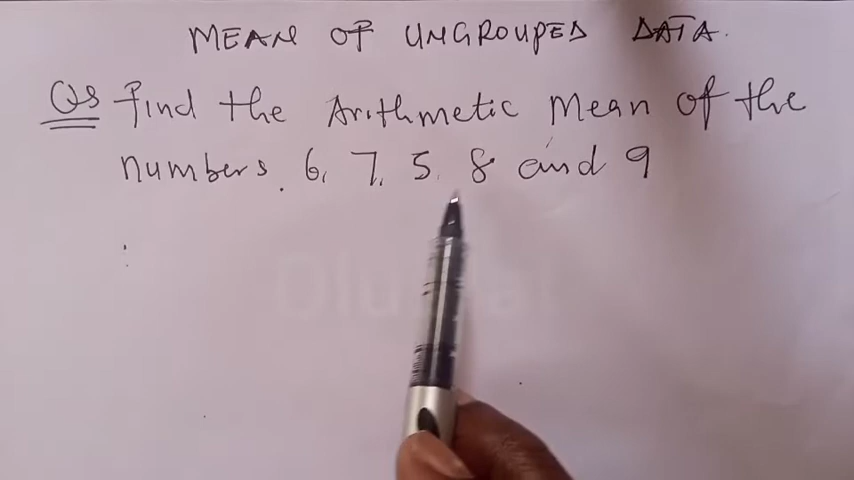 MEAN OF UNGROUPED DATA.
Qs find the Arithmetic Mean of the
numbers. 6, 7, 5, 8 and 9